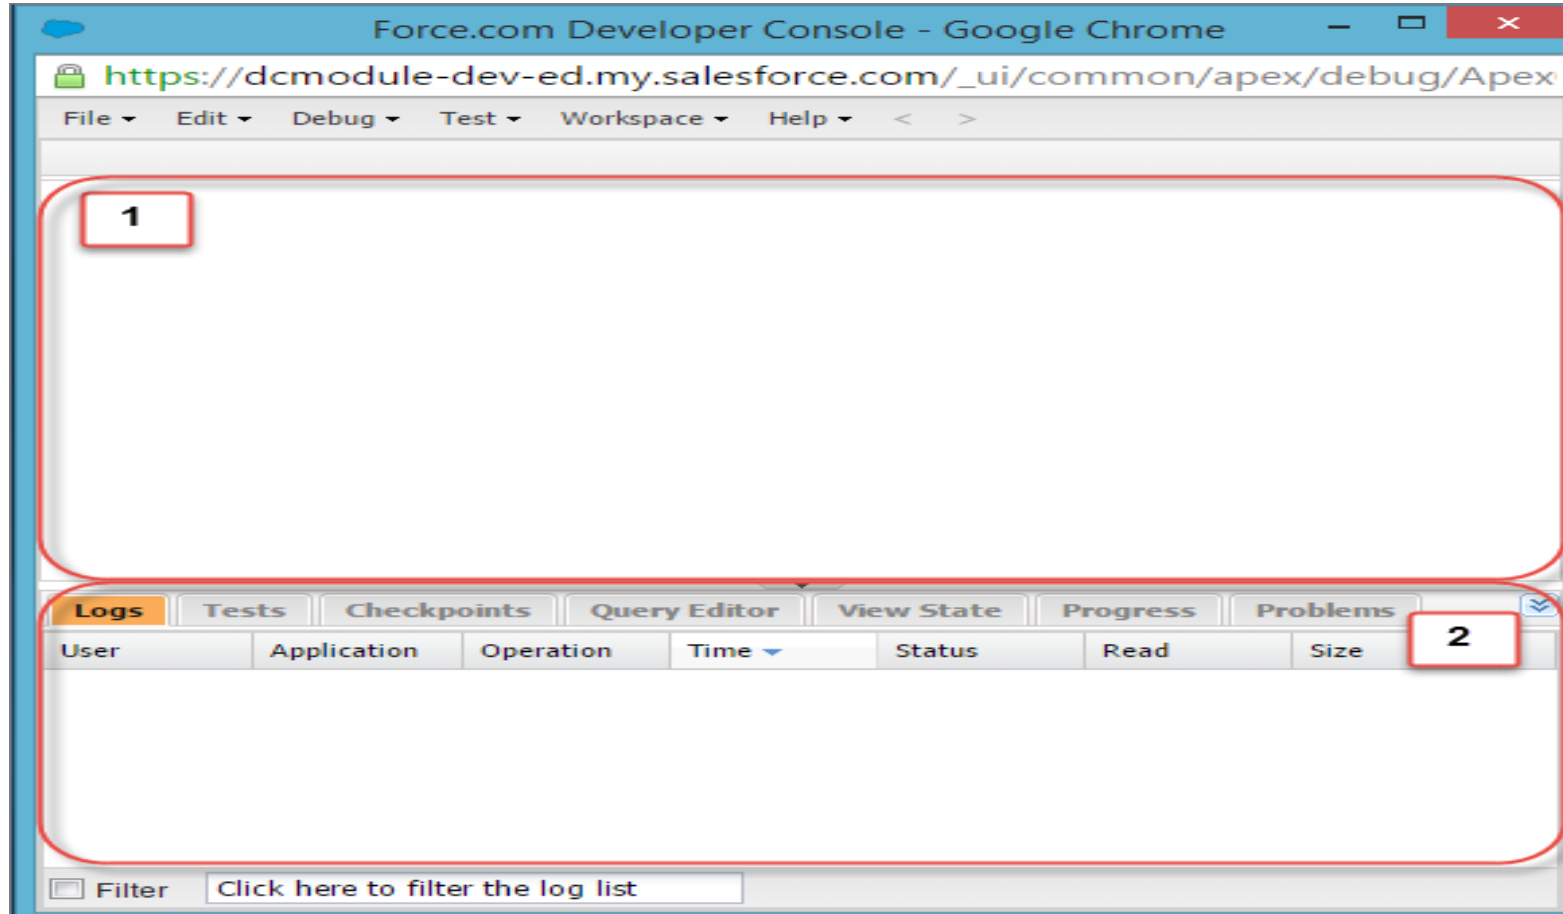 Force.com Developer Console - Google Chrome
https://dcmodule-dev-ed.my.salesforce.com/_ui/common/apex/debug/Apex
File Edit Debug Test Workspace Help < >
1
Logs Tests Checkpoints Query Editor View State Progress Problems
User Application Operation Time Status Read Size
2
Filter Click here to filter the log list